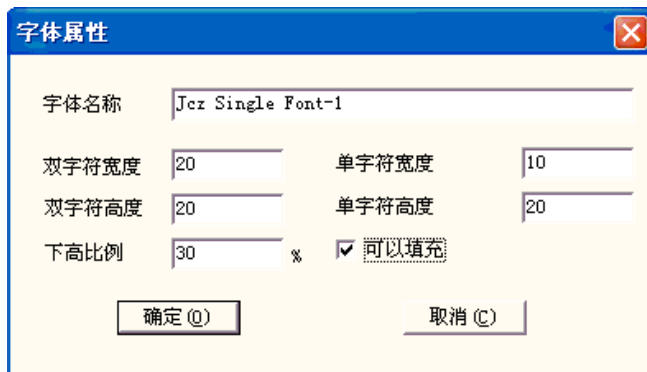 字体属性
字体名称 Jcz Single Font-1
双字符宽度 20 单字符宽度 10
双字符高度 20 单字符高度 20
下高比例 30 % 可以填充
确定(O) 取消(C)